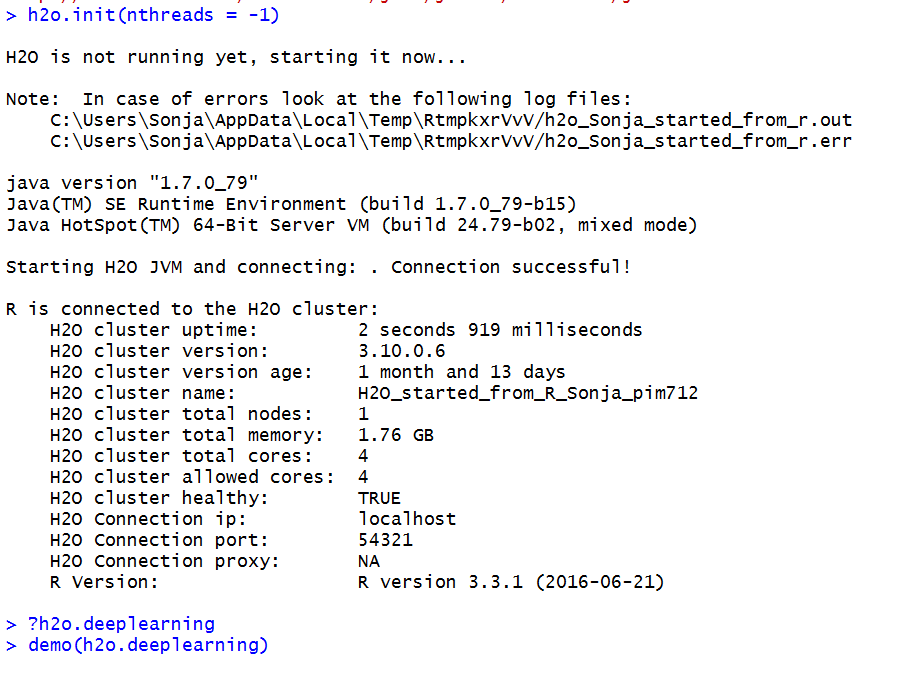 > h2o.init(nthreads = -1)
H2O is not running yet, starting it now...
Note:  In case of errors look at the following log files:
    C:\Users\Sonja\AppData\Local\Temp\RtmpkxrVvV/h2o_Sonja_started_from_r.out
    C:\Users\Sonja\AppData\Local\Temp\RtmpkxrVvV/h2o_Sonja_started_from_r.err
java version "1.7.0_79"
Java(TM) SE Runtime Environment (build 1.7.0_79-b15)
Java HotSpot(TM) 64-Bit Server VM (build 24.79-b02, mixed mode)
Starting H2O JVM and connecting: . Connection successful!
R is connected to the H2O cluster:
    H2O cluster uptime:         2 seconds 919 milliseconds
    H2O cluster version:        3.10.0.6
    H2O cluster version age:    1 month and 13 days
    H2O cluster name:           H2O_started_from_R_Sonja_pim712
    H2O cluster total nodes:    1
    H2O cluster total memory:   1.76 GB
    H2O cluster total cores:    4
    H2O cluster allowed cores:  4
    H2O cluster healthy:        TRUE
    H2O Connection ip:          localhost
    H2O Connection port:        54321
    H2O Connection proxy:       NA
    R Version:                  R version 3.3.1 (2016-06-21)
> ?h2o.deeplearning
> demo(h2o.deeplearning)